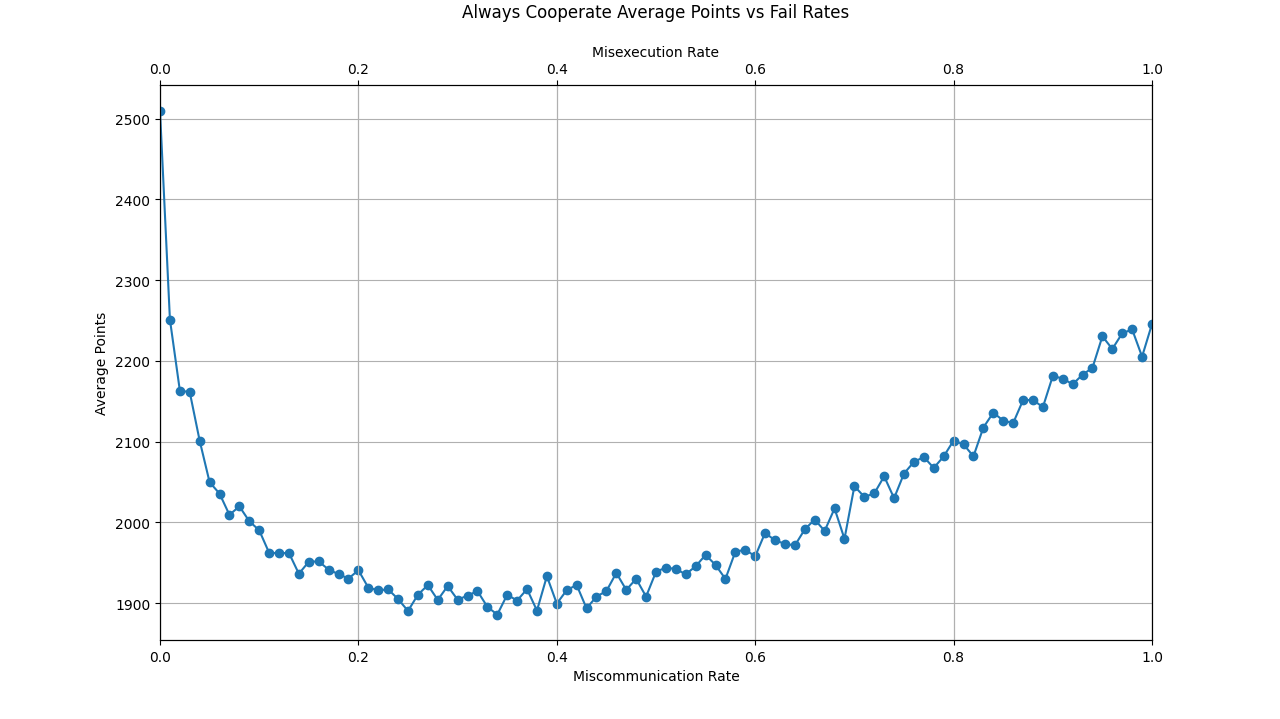 Always Cooperate Average Points vs Fail Rates
Misexecution Rate
0.0 0.2 0.4 0.6 0.8 1.0
2500
2400
2300
2200
2100
2000
1900
Average Points
0.0 0.2 0.4 0.6 0.8 1.0
Miscommunication Rate